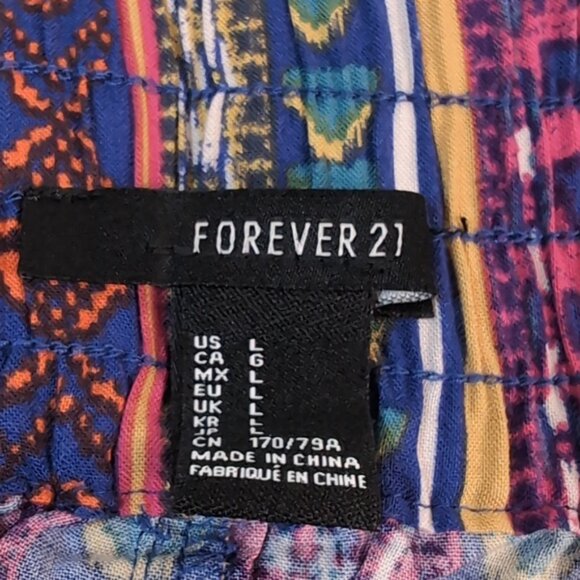 FOREVER 21
US L
CA G
MX L
EU L
UK L
KR L
JP
CN 170/79A
MADE IN CHINA
FABRIQUÉ EN CHINE